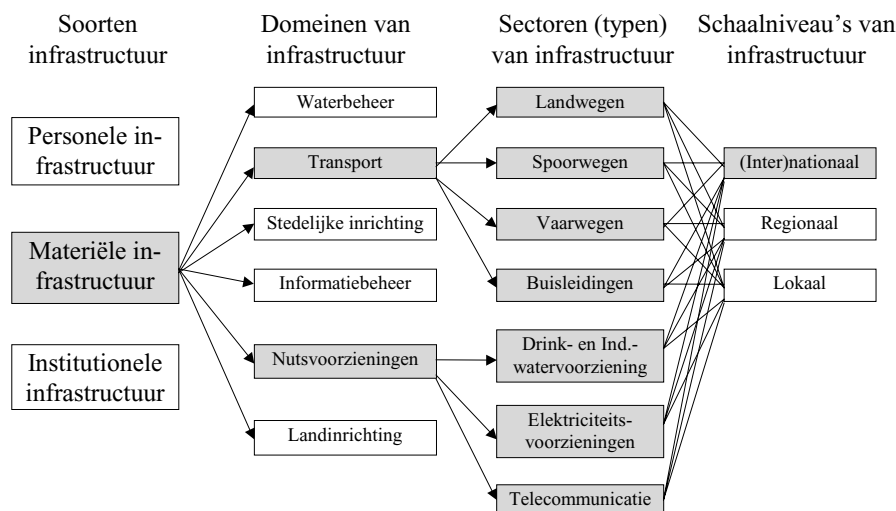 Soorten
infrastructuur
Domeinen van
infrastructuur
Sectoren (typen)
van infrastructuur
Schaalniveau’s van
infrastructuur
Personele in-
frastructuur
Materiële in-
frastructuur
Institutionele
infrastructuur
Waterbeheer
Transport
Stedelijke inrichting
Informatiebeheer
Nutsvoorzieningen
Landinrichting
Landwegen
Spoorwegen
Vaarwegen
Buisleidingen
Drink- en Ind.-
watervoorziening
Elektriciteits-
voorzieningen
Telecommunicatie
(Inter)nationaal
Regionaal
Lokaal